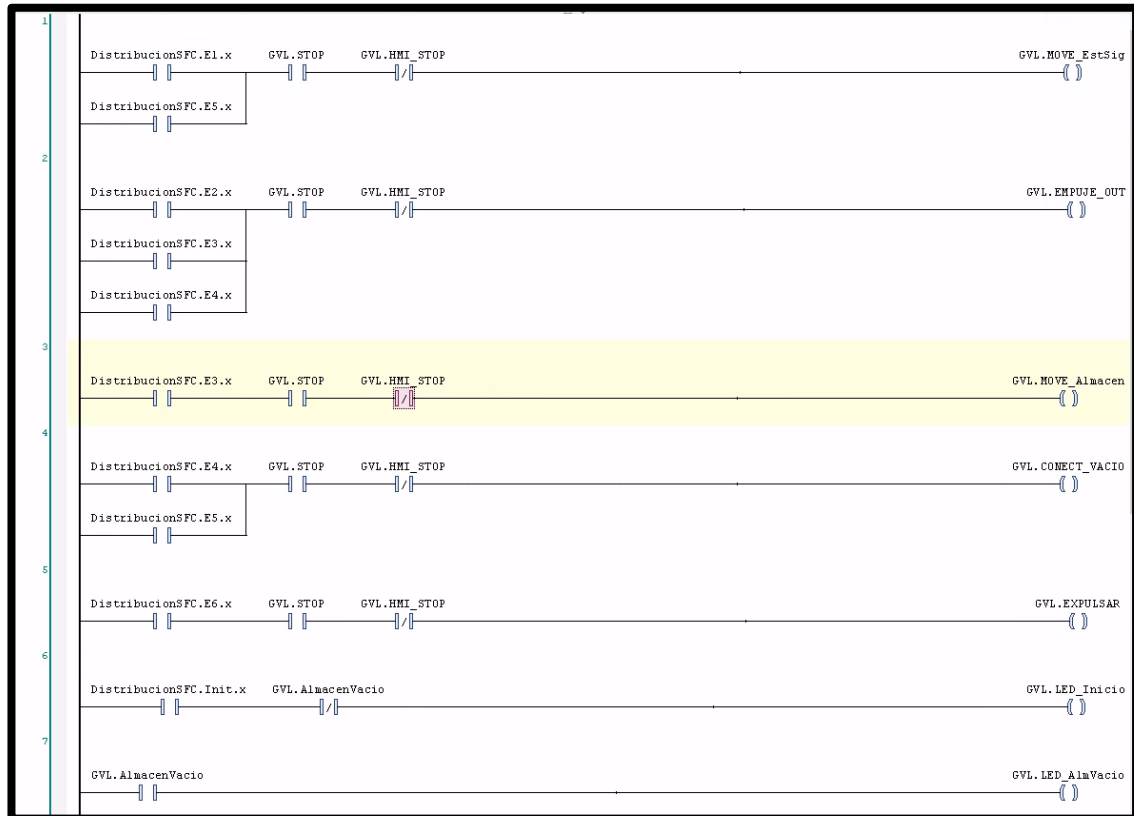 1
DistribucionSFC.E1.x GVL.STOP GVL.HMI_STOP GVL.MOVE_EstSig
DistribucionSFC.E5.x
2
DistribucionSFC.E2.x GVL.STOP GVL.HMI_STOP GVL.EMPUJE_OUT
DistribucionSFC.E3.x
DistribucionSFC.E4.x
3
DistribucionSFC.E3.x GVL.STOP GVL.HMI_STOP GVL.MOVE_Almacen
4
DistribucionSFC.E4.x GVL.STOP GVL.HMI_STOP GVL.CONECT_VACIO
DistribucionSFC.E5.x
5
DistribucionSFC.E6.x GVL.STOP GVL.HMI_STOP GVL.EXPULSAR
6
DistribucionSFC.Init.x GVL.AlmacenVacio GVL.LED_Inicio
7
GVL.AlmacenVacio GVL.LED_AlmVacio